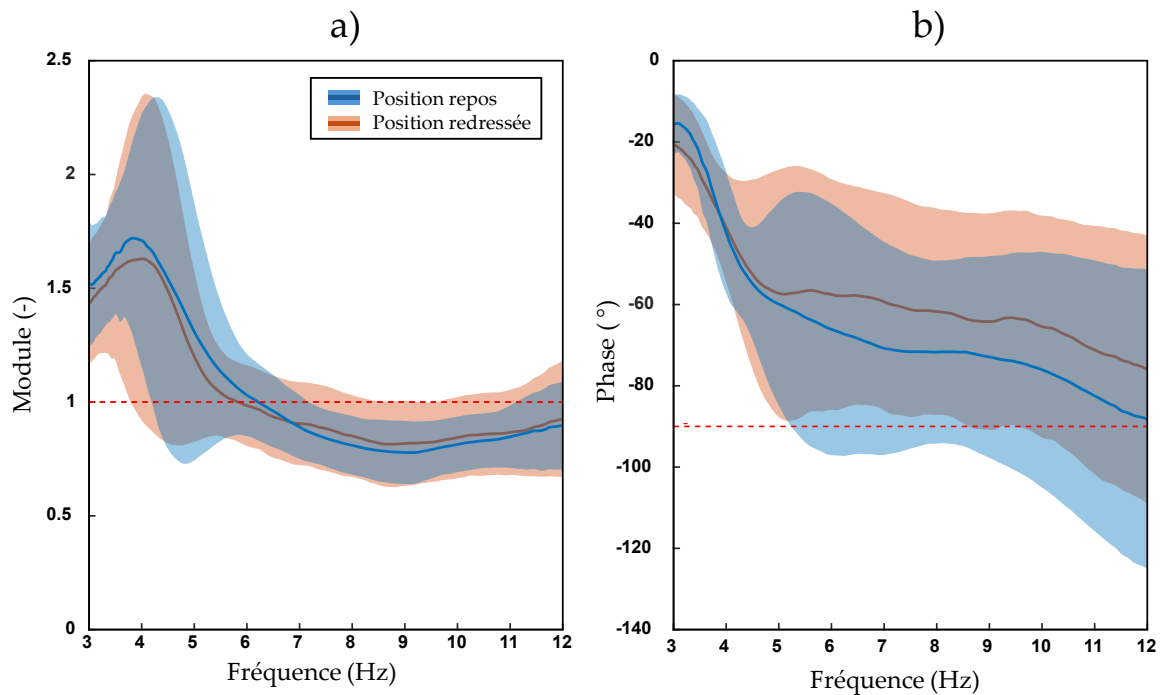 a)
2.5
2
1.5
1
0.5
0
Module (-)
3 4 5 6 7 8 9 10 11 12
Fréquence (Hz)
Position repos
Position redressée
b)
0
-20
-40
-60
-80
-100
-120
-140
Phase ( °)
3 4 5 6 7 8 9 10 11 12
Fréquence (Hz)